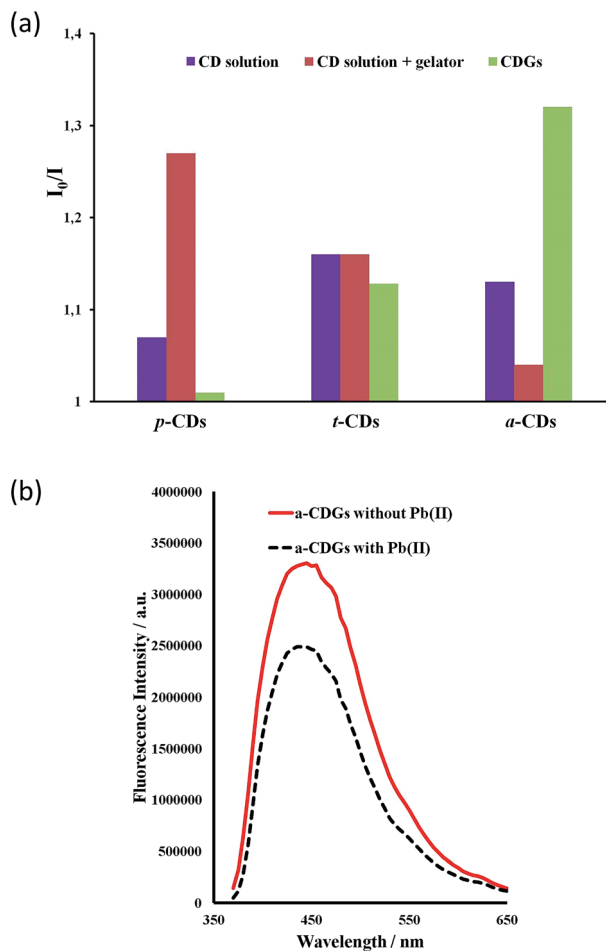 (a)
1,4
CD solution CD solution + gelator CDGs
1,3
I₀/I
1,2
1,1
1
p-CDs t-CDs a-CDs
(b)
4000000
a-CDGs without Pb(II)
3500000
a-CDGs with Pb(II)
3000000
2500000
2000000
1500000
1000000
500000
0
Fluorescence Intensity / a.u.
350 450 550 650
Wavelength / nm